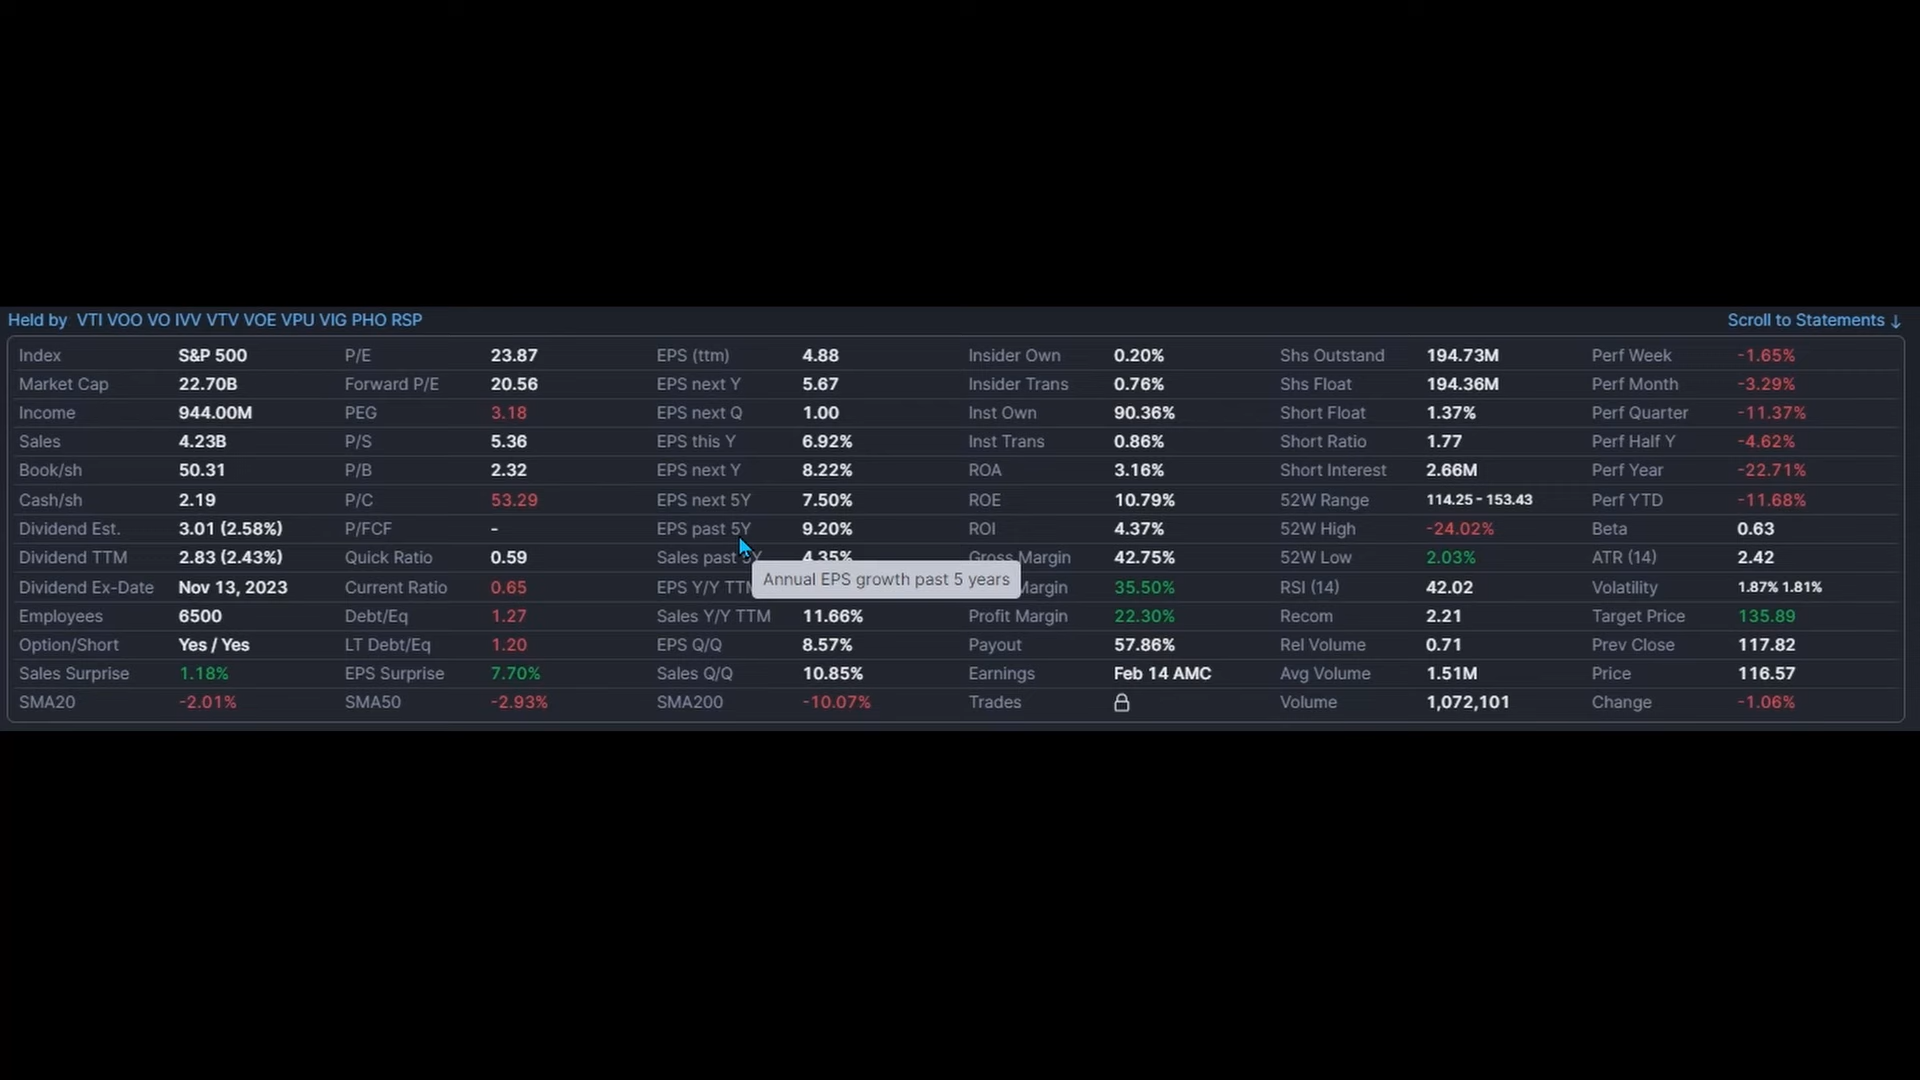 Held by VTI VOO VO IVV VTV VOE VPU VIG PHO RSP Scroll to Statements ↓
Index S&P 500 P/E 23.87 EPS (ttm) 4.88 Insider Own 0.20% Shs Outstand 194.73M Perf Week -1.65%
Market Cap 22.70B Forward P/E 20.56 EPS next Y 5.67 Insider Trans 0.76% Shs Float 194.36M Perf Month -3.29%
Income 944.00M PEG 3.18 EPS next Q 1.00 Inst Own 90.36% Short Float 1.37% Perf Quarter -11.37%
Sales 4.23B P/S 5.36 EPS this Y 6.92% Inst Trans 0.86% Short Ratio 1.77 Perf Half Y -4.62%
Book/sh 50.31 P/B 2.32 EPS next Y 8.22% ROA 3.16% Short Interest 2.66M Perf Year -22.71%
Cash/sh 2.19 P/C 53.29 EPS next 5Y 7.50% ROE 10.79% 52W Range 114.25 - 153.43 Perf YTD -11.68%
Dividend Est. 3.01 (2.58%) P/FCF - EPS past 5Y 9.20% ROI 4.37% 52W High -24.02% Beta 0.63
Dividend TTM 2.83 (2.43%) Quick Ratio 0.59 Sales past 4.35% Gross Margin 42.75% 52W Low 2.03% ATR (14) 2.42
Annual EPS growth past 5 years
Dividend Ex-Date Nov 13, 2023 Current Ratio 0.65 EPS Y/Y TTM Margin 35.50% RSI (14) 42.02 Volatility 1.87% 1.81%
Employees 6500 Debt/Eq 1.27 Sales Y/Y TTM 11.66% Profit Margin 22.30% Recom 2.21 Target Price 135.89
Option/Short Yes / Yes LT Debt/Eq 1.20 EPS Q/Q 8.57% Payout 57.86% Rel Volume 0.71 Prev Close 117.82
Sales Surprise 1.18% EPS Surprise 7.70% Sales Q/Q 10.85% Earnings Feb 14 AMC Avg Volume 1.51M Price 116.57
SMA20 -2.01% SMA50 -2.93% SMA200 -10.07% Trades Volume 1,072,101 Change -1.06%